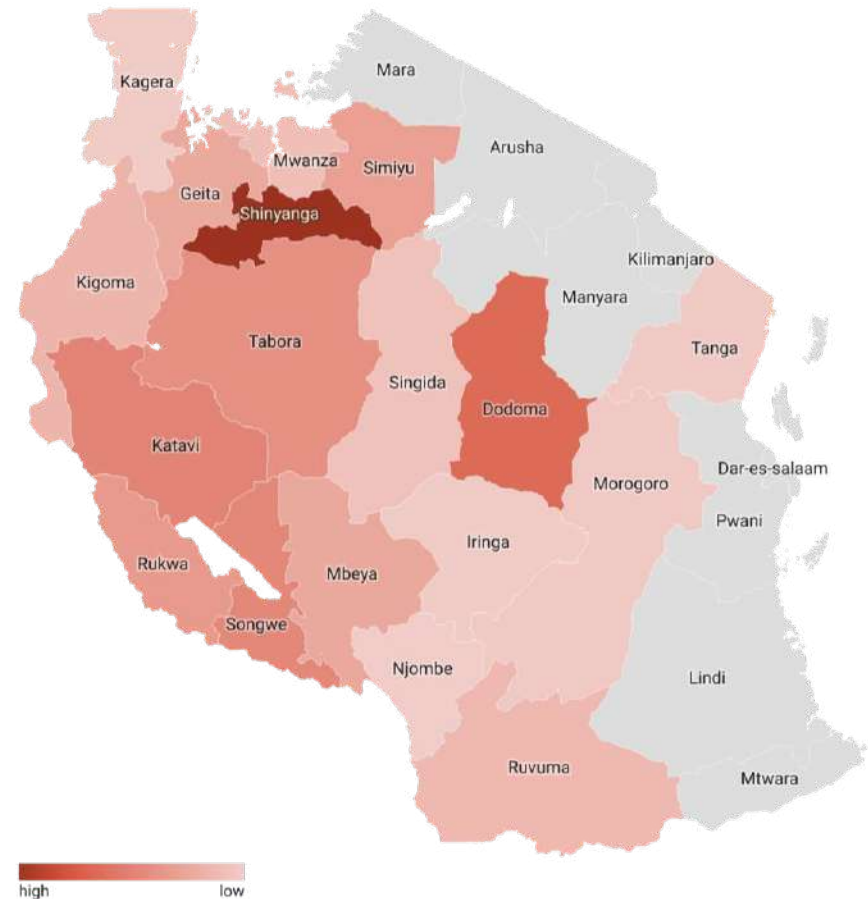 Mara
Kagera
Arusha
Mwanza
Simiyu
Geita
Shinyanga
Kilimanjaro
Kigoma
Manyara
Tabora
Tanga
Singida
Dodoma
Katavi
Dar-es-salaam
Morogoro
Pwani
Iringa
Rukwa
Mbeya
Songwe
Njombe
Lindi
Ruvuma
Mtwara
high low